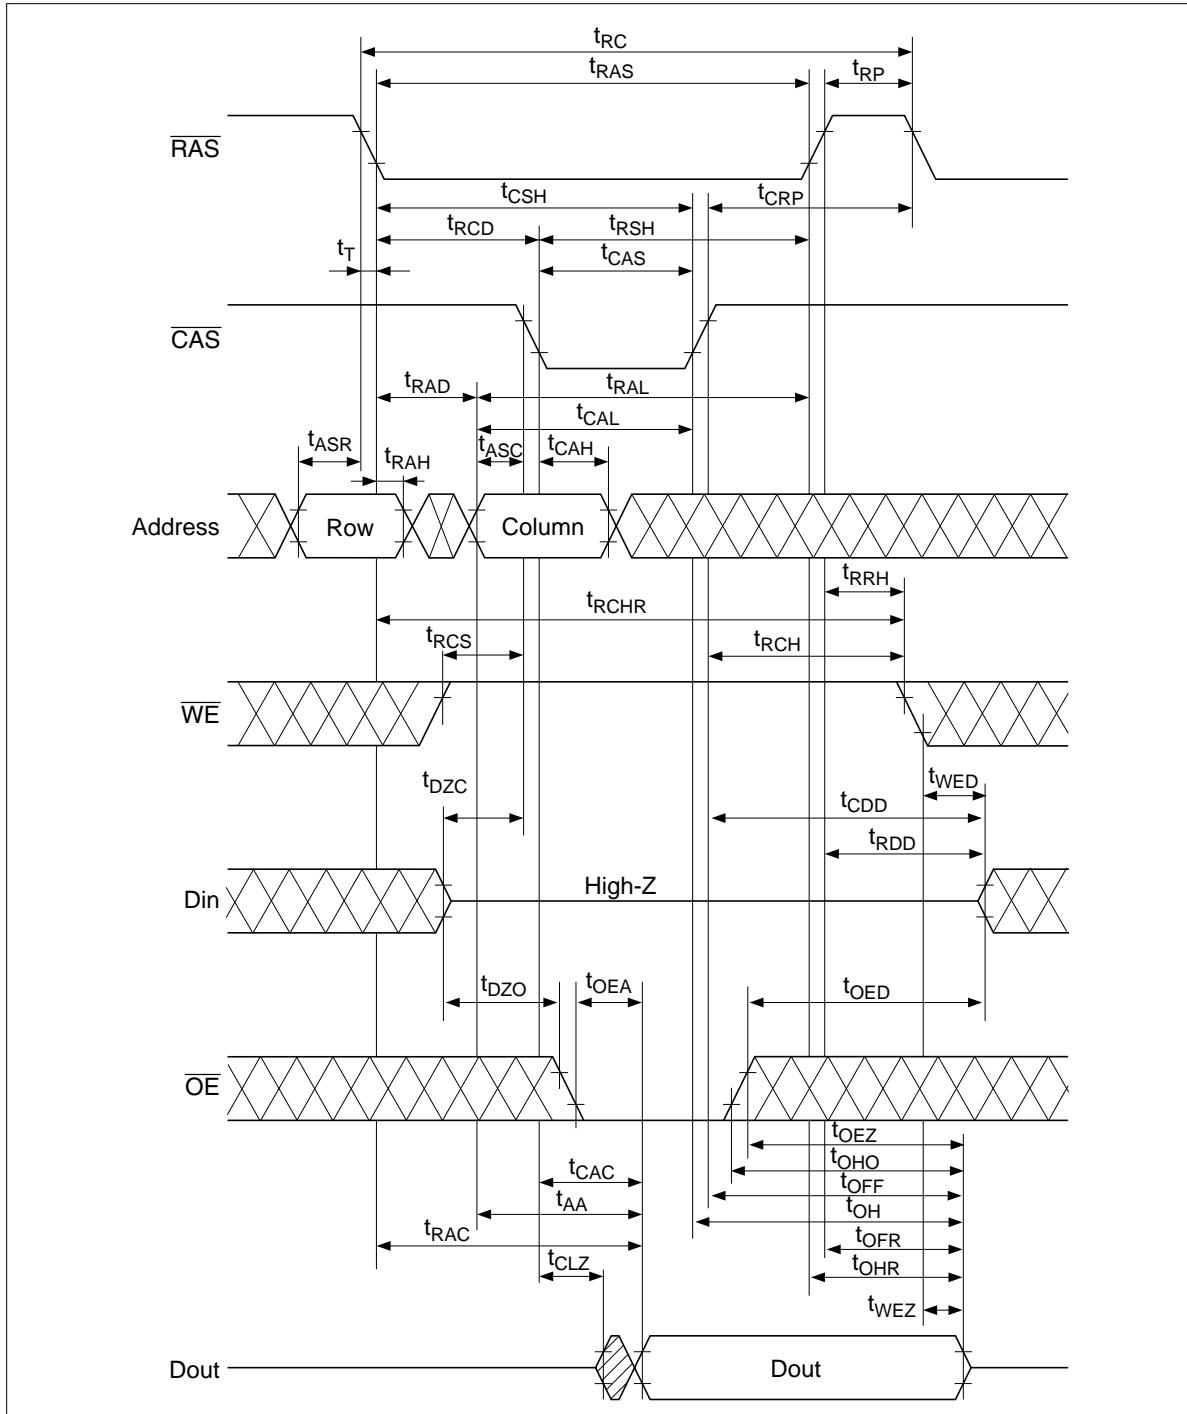 tRC
tRAS
tRP
RAS
tCSH
tCRP
tRCD
tRSH
tT
tCAS
CAS
tRAD
tRAL
tCAL
tASR
tASC
tCAH
tRAH
Address
Row
Column
tRRH
tRCHR
tRCS
tRCH
WE
tDZC
tWED
tCDD
tRDD
High-Z
Din
tDZO
tOEA
tOED
OE
tOEZ
tOHO
tCAC
tOFF
tAA
tOH
tRAC
tOFR
tCLZ
tOHR
tWEZ
Dout
Dout